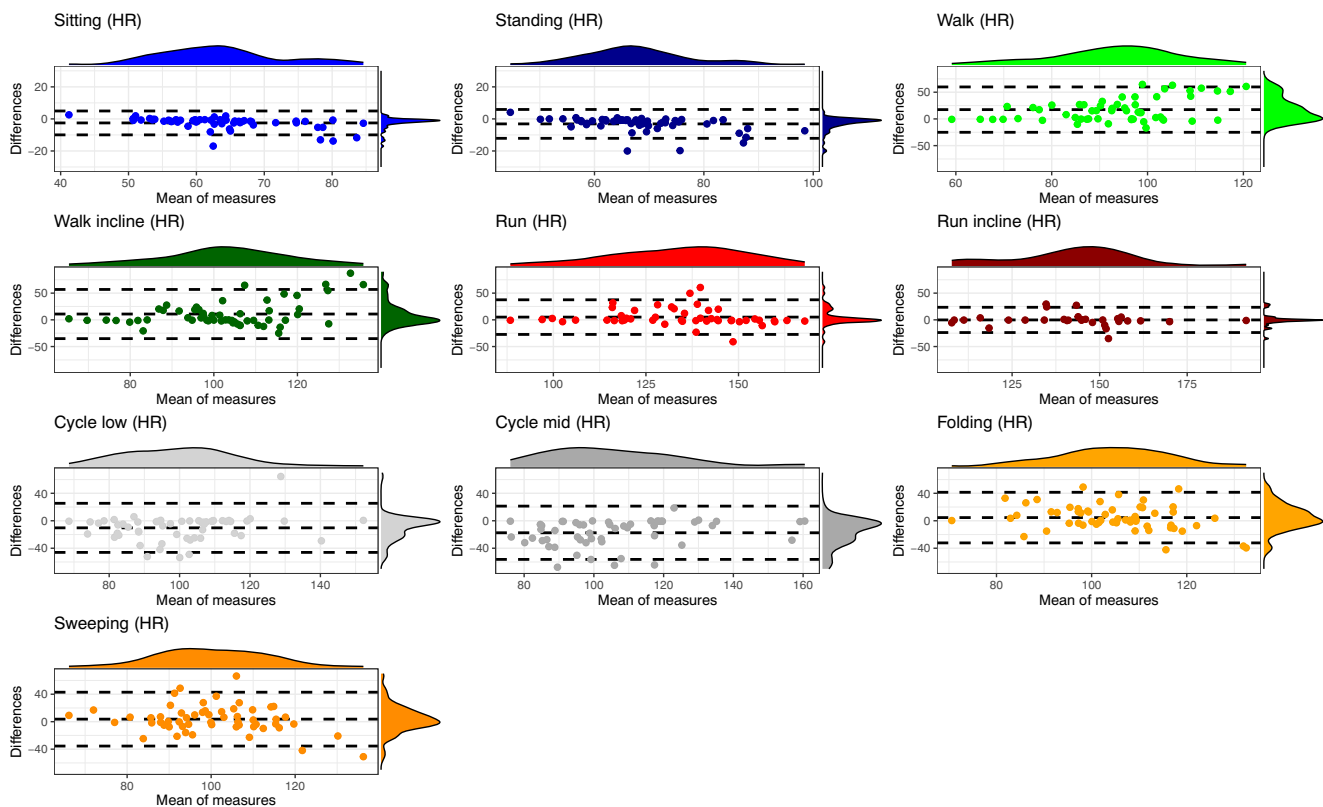 Sitting (HR)
Standing (HR)
Walk (HR)
Differences
20
0
−20
40
50
60
70
80
Mean of measures
Differences
20
0
−20
60
80
100
Mean of measures
Differences
50
0
−50
60
80
100
120
Mean of measures
Walk incline (HR)
Run (HR)
Run incline (HR)
Differences
50
0
−50
80
100
120
Mean of measures
Differences
50
0
−50
100
125
150
Mean of measures
Differences
50
0
−50
125
150
175
Mean of measures
Cycle low (HR)
Cycle mid (HR)
Folding (HR)
Differences
40
0
−40
80
100
120
140
Mean of measures
Differences
40
0
−40
80
100
120
140
160
Mean of measures
Differences
40
0
−40
80
100
120
Mean of measures
Sweeping (HR)
Differences
40
0
−40
80
100
120
Mean of measures